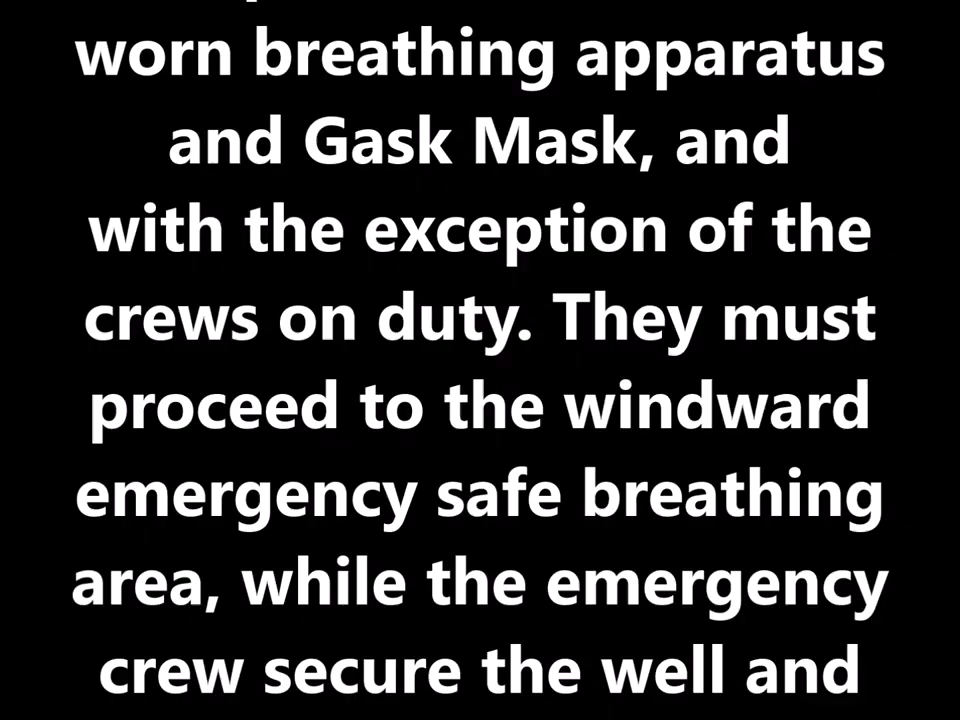 worn breathing apparatus
and Gask Mask, and
with the exception of the
crews on duty. They must
proceed to the windward
emergency safe breathing
area, while the emergency
crew secure the well and